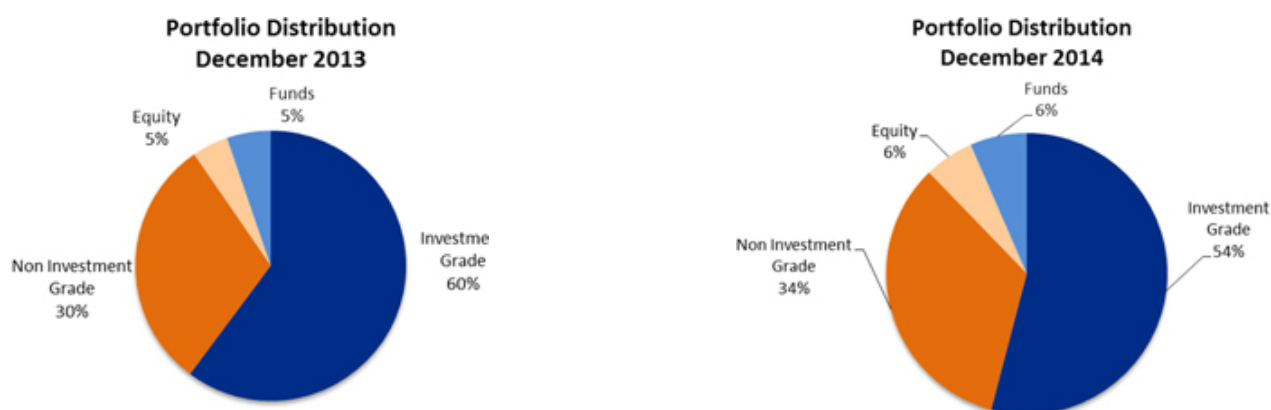 Portfolio Distribution
December 2013
Funds
5%
Equity
5%
Investme
Grade
60%
Non Investment
Grade
30%
Portfolio Distribution
December 2014
Funds
6%
Equity
6%
Investment
Grade
54%
Non Investment
Grade
34%